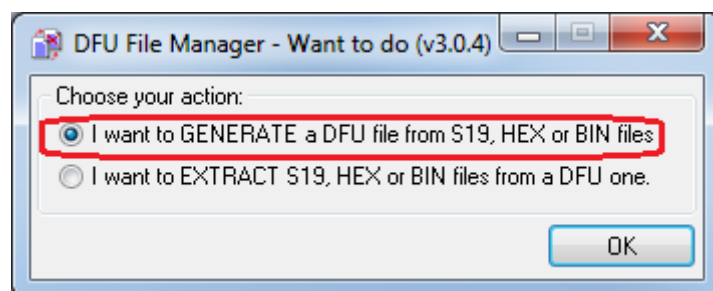 DFU File Manager - Want to do (v3.0.4)
Choose your action:
I want to GENERATE a DFU file from S19, HEX or BIN files
I want to EXTRACT S19, HEX or BIN files from a DFU one.
OK